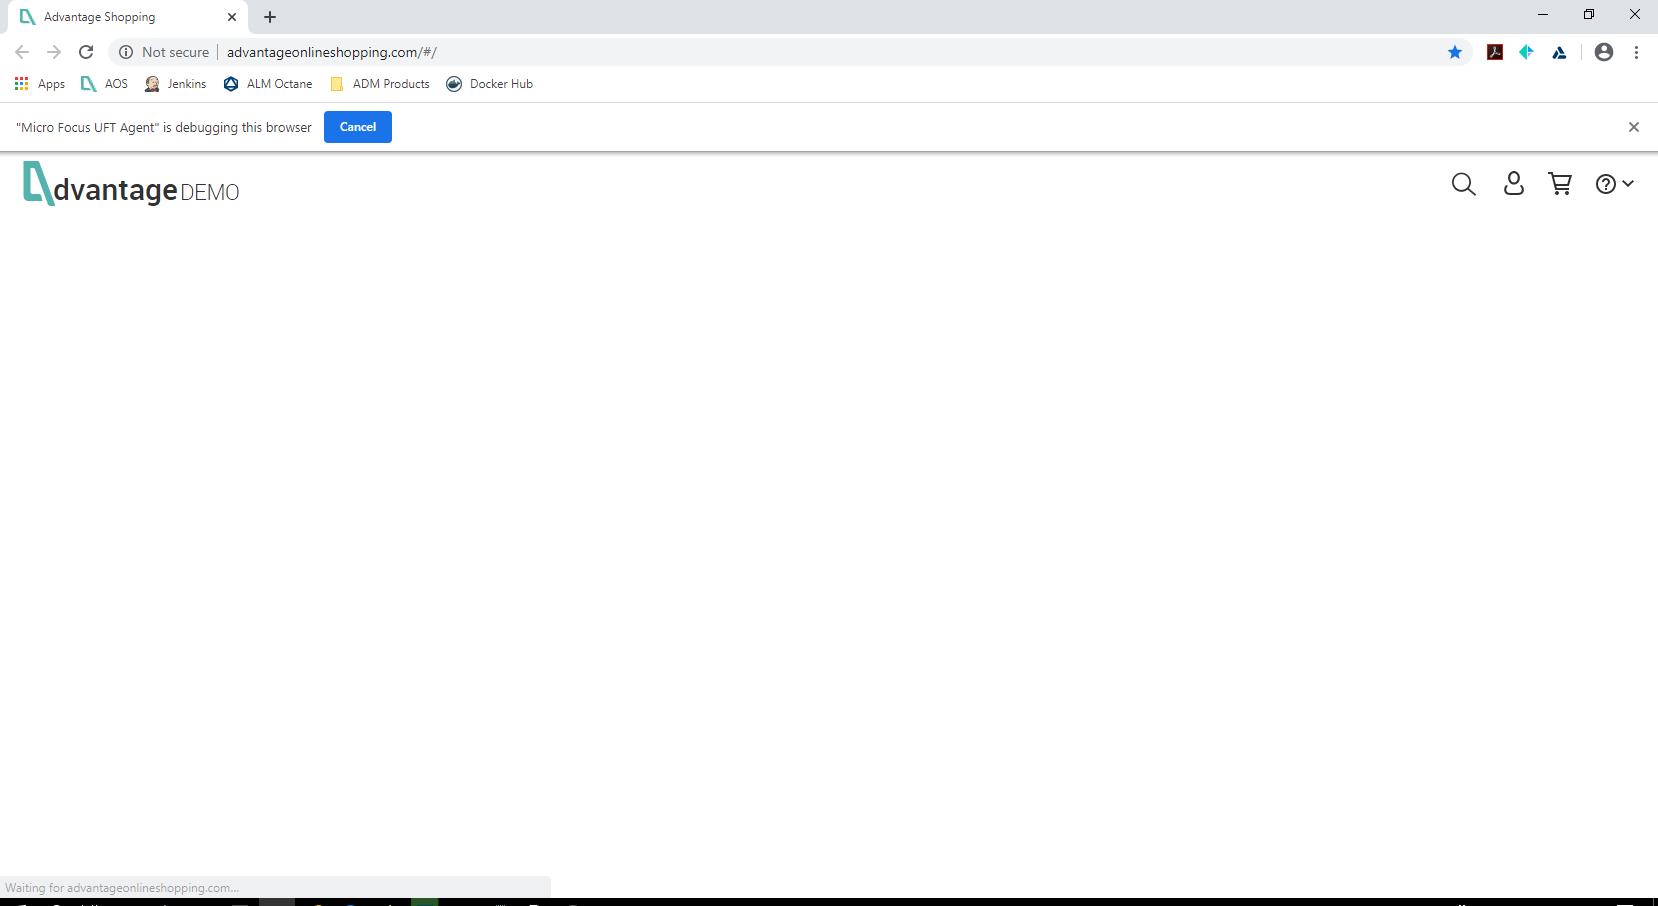 Advantage Shopping
Not secure advantageonlineshopping.com/#/
Apps AOS Jenkins ALM Octane ADM Products Docker Hub
"Micro Focus UFT Agent" is debugging this browser Cancel
dvantage DEMO
Waiting for advantageonlineshopping.com...